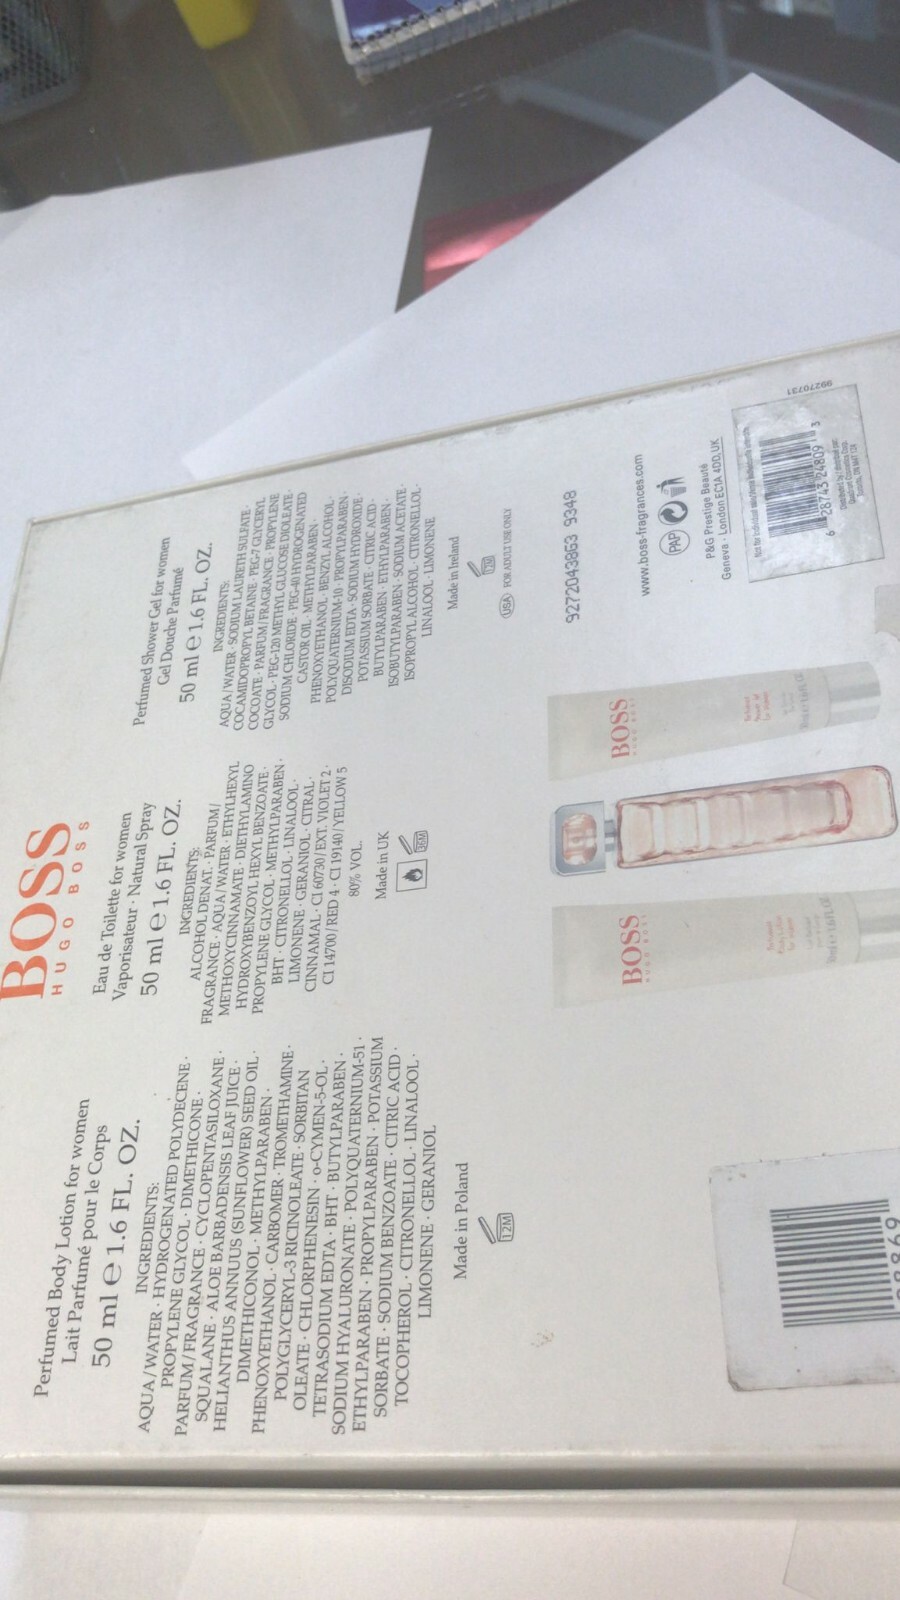 BOSS
HUGO BOSS
Perfumed Body Lotion for women
Lait Parfumé pour le Corps
50 ml e 1.6 FL. OZ.
INGREDIENTS:
AQUA/WATER · HYDROGENATED POLYDECENE ·
PROPYLENE GLYCOL · DIMETHICONE ·
PARFUM/FRAGRANCE · CYCLOPENTASILOXANE ·
SQUALANE · ALOE BARBADENSIS LEAF JUICE ·
HELIANTHUS ANNUUS (SUNFLOWER) SEED OIL ·
DIMETHICONOL · METHYLPARABEN ·
PHENOXYETHANOL · CARBOMER · TROMETHAMINE ·
POLYGLYCERYL-3 RICINOLEATE · SORBITAN
OLEATE · CHLORPHENESIN · o-CYMEN-5-OL ·
TETRASODIUM EDTA · BHT · BUTYLPARABEN ·
SODIUM HYALURONATE · POLYQUATERNIUM-51 ·
ETHYLPARABEN · PROPYLPARABEN · POTASSIUM
SORBATE · SODIUM BENZOATE · CITRIC ACID ·
TOCOPHEROL · CITRONELLOL · LINALOOL ·
LIMONENE · GERANIOL
Made in Poland
12M
Eau de Toilette for women
Vaporisateur · Natural Spray
50 ml e 1.6 FL. OZ.
INGREDIENTS:
ALCOHOL DENAT. · PARFUM/
FRAGRANCE · AQUA/WATER · ETHYLHEXYL
METHOXYCINNAMATE · DIETHYLAMINO
HYDROXYBENZOYL HEXYL BENZOATE ·
PROPYLENE GLYCOL · METHYLPARABEN ·
BHT · CITRONELLOL · LINALOOL ·
LIMONENE · GERANIOL · CITRAL ·
CINNAMAL · CI 60730/EXT. VIOLET 2 ·
CI 14700/RED 4 · CI 19140/YELLOW 5
80% VOL.
Made in UK
36M
Perfumed Shower Gel for women
Gel Douche Parfumé
50 ml e 1.6 FL. OZ.
INGREDIENTS:
AQUA/WATER · SODIUM LAURETH SULFATE ·
COCAMIDOPROPYL BETAINE · PEG-7 GLYCERYL
COCOATE · PARFUM/FRAGRANCE · PROPYLENE
GLYCOL · PEG-120 METHYL GLUCOSE DIOLEATE ·
SODIUM CHLORIDE · PEG-40 HYDROGENATED
CASTOR OIL · METHYLPARABEN ·
PHENOXYETHANOL · BENZYL ALCOHOL ·
POLYQUATERNIUM-10 · PROPYLPARABEN ·
DISODIUM EDTA · SODIUM HYDROXIDE ·
POTASSIUM SORBATE · CITRIC ACID ·
BUTYLPARABEN · ETHYLPARABEN ·
ISOBUTYLPARABEN · SODIUM ACETATE ·
ISOPROPYL ALCOHOL · CITRONELLOL ·
LINALOOL · LIMONENE
Made in Ireland
USA FOR ADULT USE ONLY
9272043863 9348
www.boss-fragrances.com
PAP
P&G Prestige Beauté
Geneva · London EC1A 4DD,UK
6 28743 24809 3
99270731
BOSS
HUGO BOSS
BOSS
HUGO BOSS